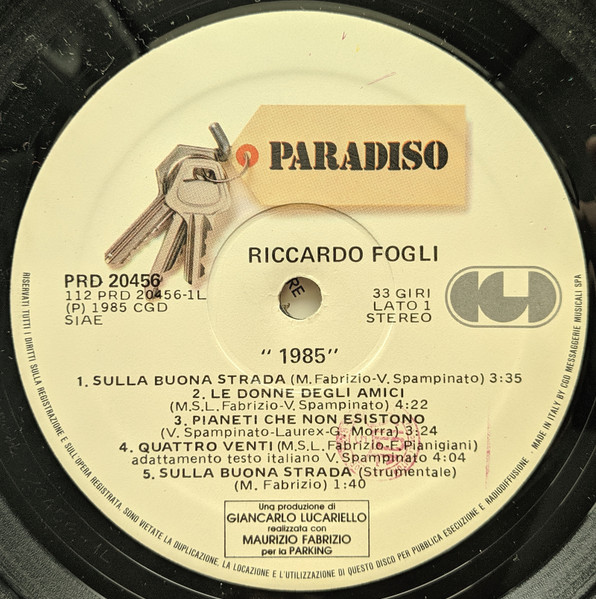 PARADISO
RICCARDO FOGLI
PRD 20456
112 PRD 20456-1L
(P) 1985 CGD
SIAE
33 GIRI
LATO 1
STEREO
"1985"
1. SULLA BUONA STRADA (M. Fabrizio-V. Spampinato) 3:35
2. LE DONNE DEGLI AMICI
(M.S.L. Fabrizio-V. Spampinato) 4:22
3. PIANETI CHE NON ESISTONO
(V. Spampinato-Laurex-G. Morra) 3:24
4. QUATTRO VENTI (M.S.L. Fabrizio-E. Pianigiani)
adattamento testo italiano V. Spampinato 4:04
5. SULLA BUONA STRADA (Strumentale)
(M. Fabrizio) 1:40
Una produzione di
GIANCARLO LUCARIELLO
realizzata con
MAURIZIO FABRIZIO
per la PARKING
RISERVATI TUTTI I DIRITTI SULLA REGISTRAZIONE E SULL'OPERA REGISTRATA. SONO VIETATE LA DUPLICAZIONE, LA LOCAZIONE E L'UTILIZZAZIONE DI QUESTO DISCO PER PUBBLICA ESECUZIONE E RADIODIFFUSIONE - MADE IN ITALY BY CGD MESSAGGERIE MUSICALI SPA